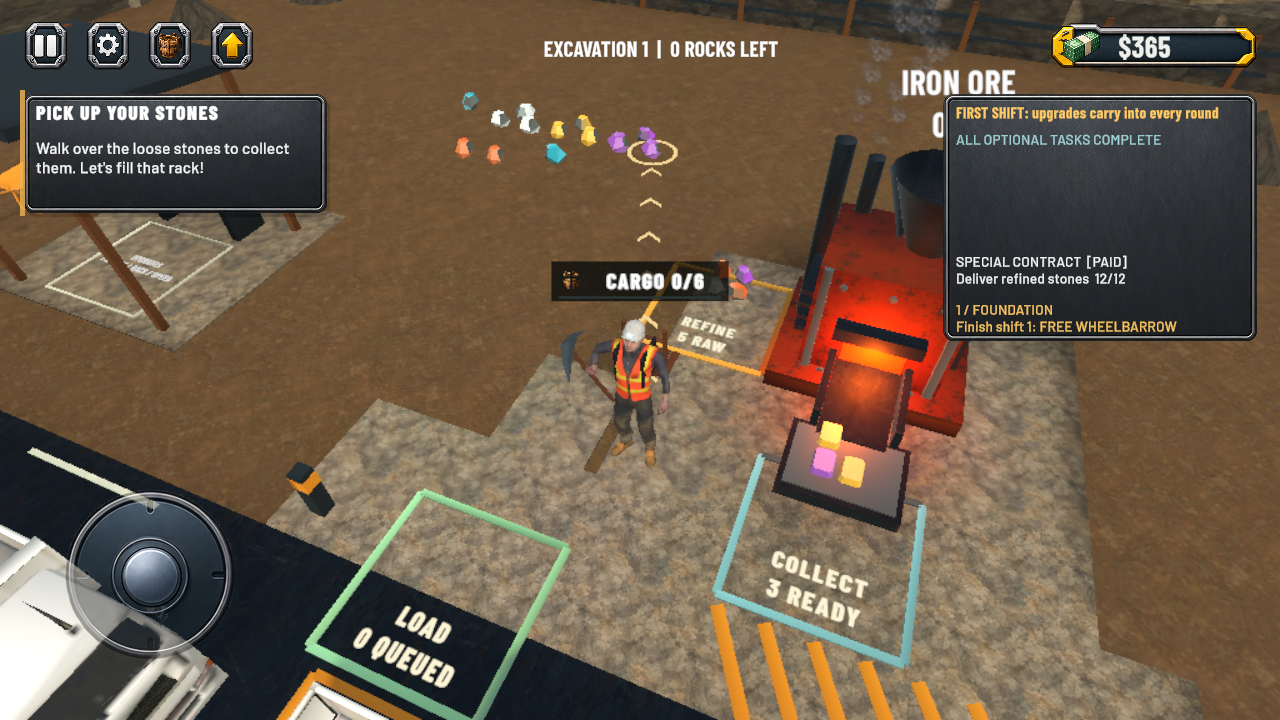 EXCAVATION 1 | 0 ROCKS LEFT
$365
IRON ORE
PICK UP YOUR STONES
Walk over the loose stones to collect
them. Let's fill that rack!
FIRST SHIFT: upgrades carry into every round
ALL OPTIONAL TASKS COMPLETE
SPECIAL CONTRACT [PAID]
Deliver refined stones 12/12
1 / FOUNDATION
Finish shift 1: FREE WHEELBARROW
CARGO 0/6
REFINE
5 RAW
COLLECT
3 READY
LOAD
0 QUEUED